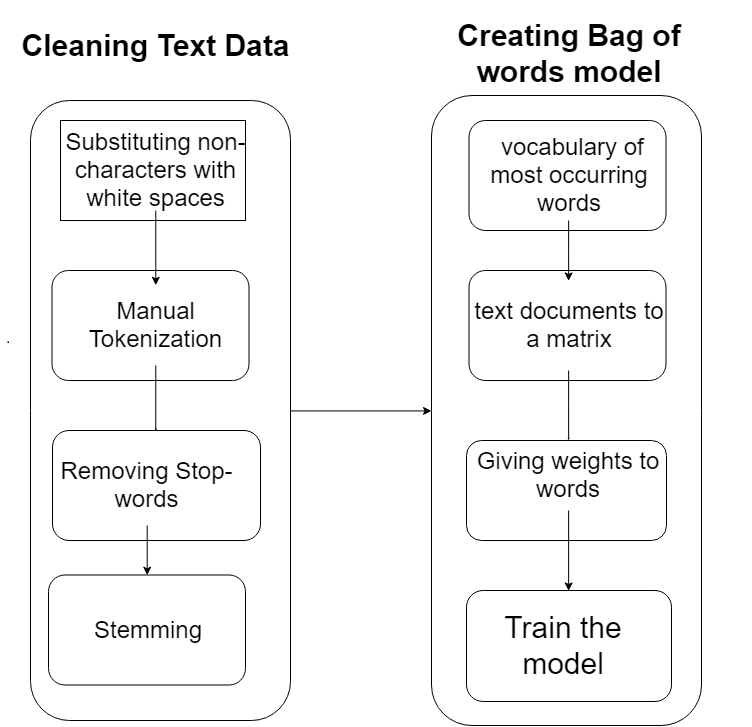 Cleaning Text Data
Substituting non-
characters with
white spaces
Manual
Tokenization
Removing Stop-
words
Stemming
Creating Bag of
words model
vocabulary of
most occurring
words
text documents to
a matrix
Giving weights to
words
Train the
model